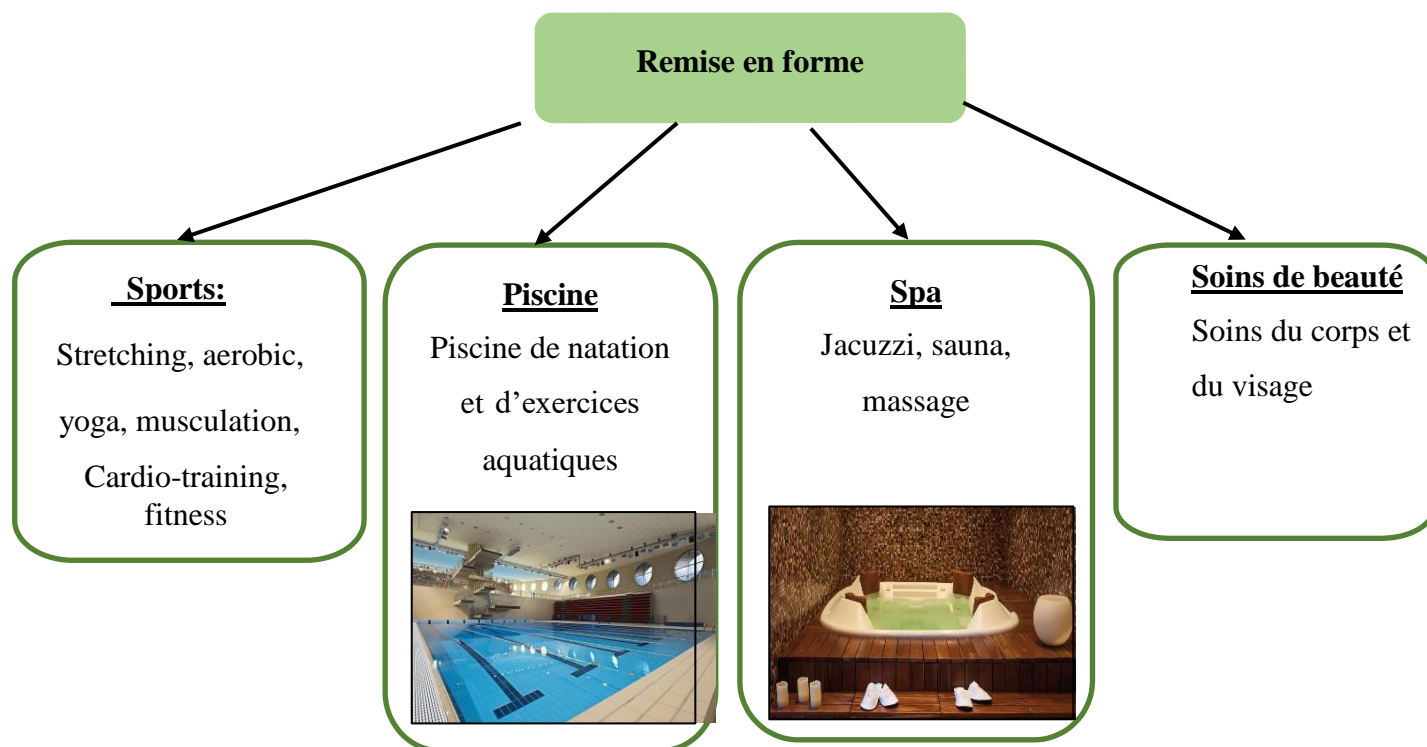 Remise en forme
Sports:
Stretching, aerobic,
yoga, musculation,
Cardio-training,
fitness
Piscine
Piscine de natation
et d’exercices
aquatiques
Spa
Jacuzzi, sauna,
massage
Soins de beauté
Soins du corps et
du visage